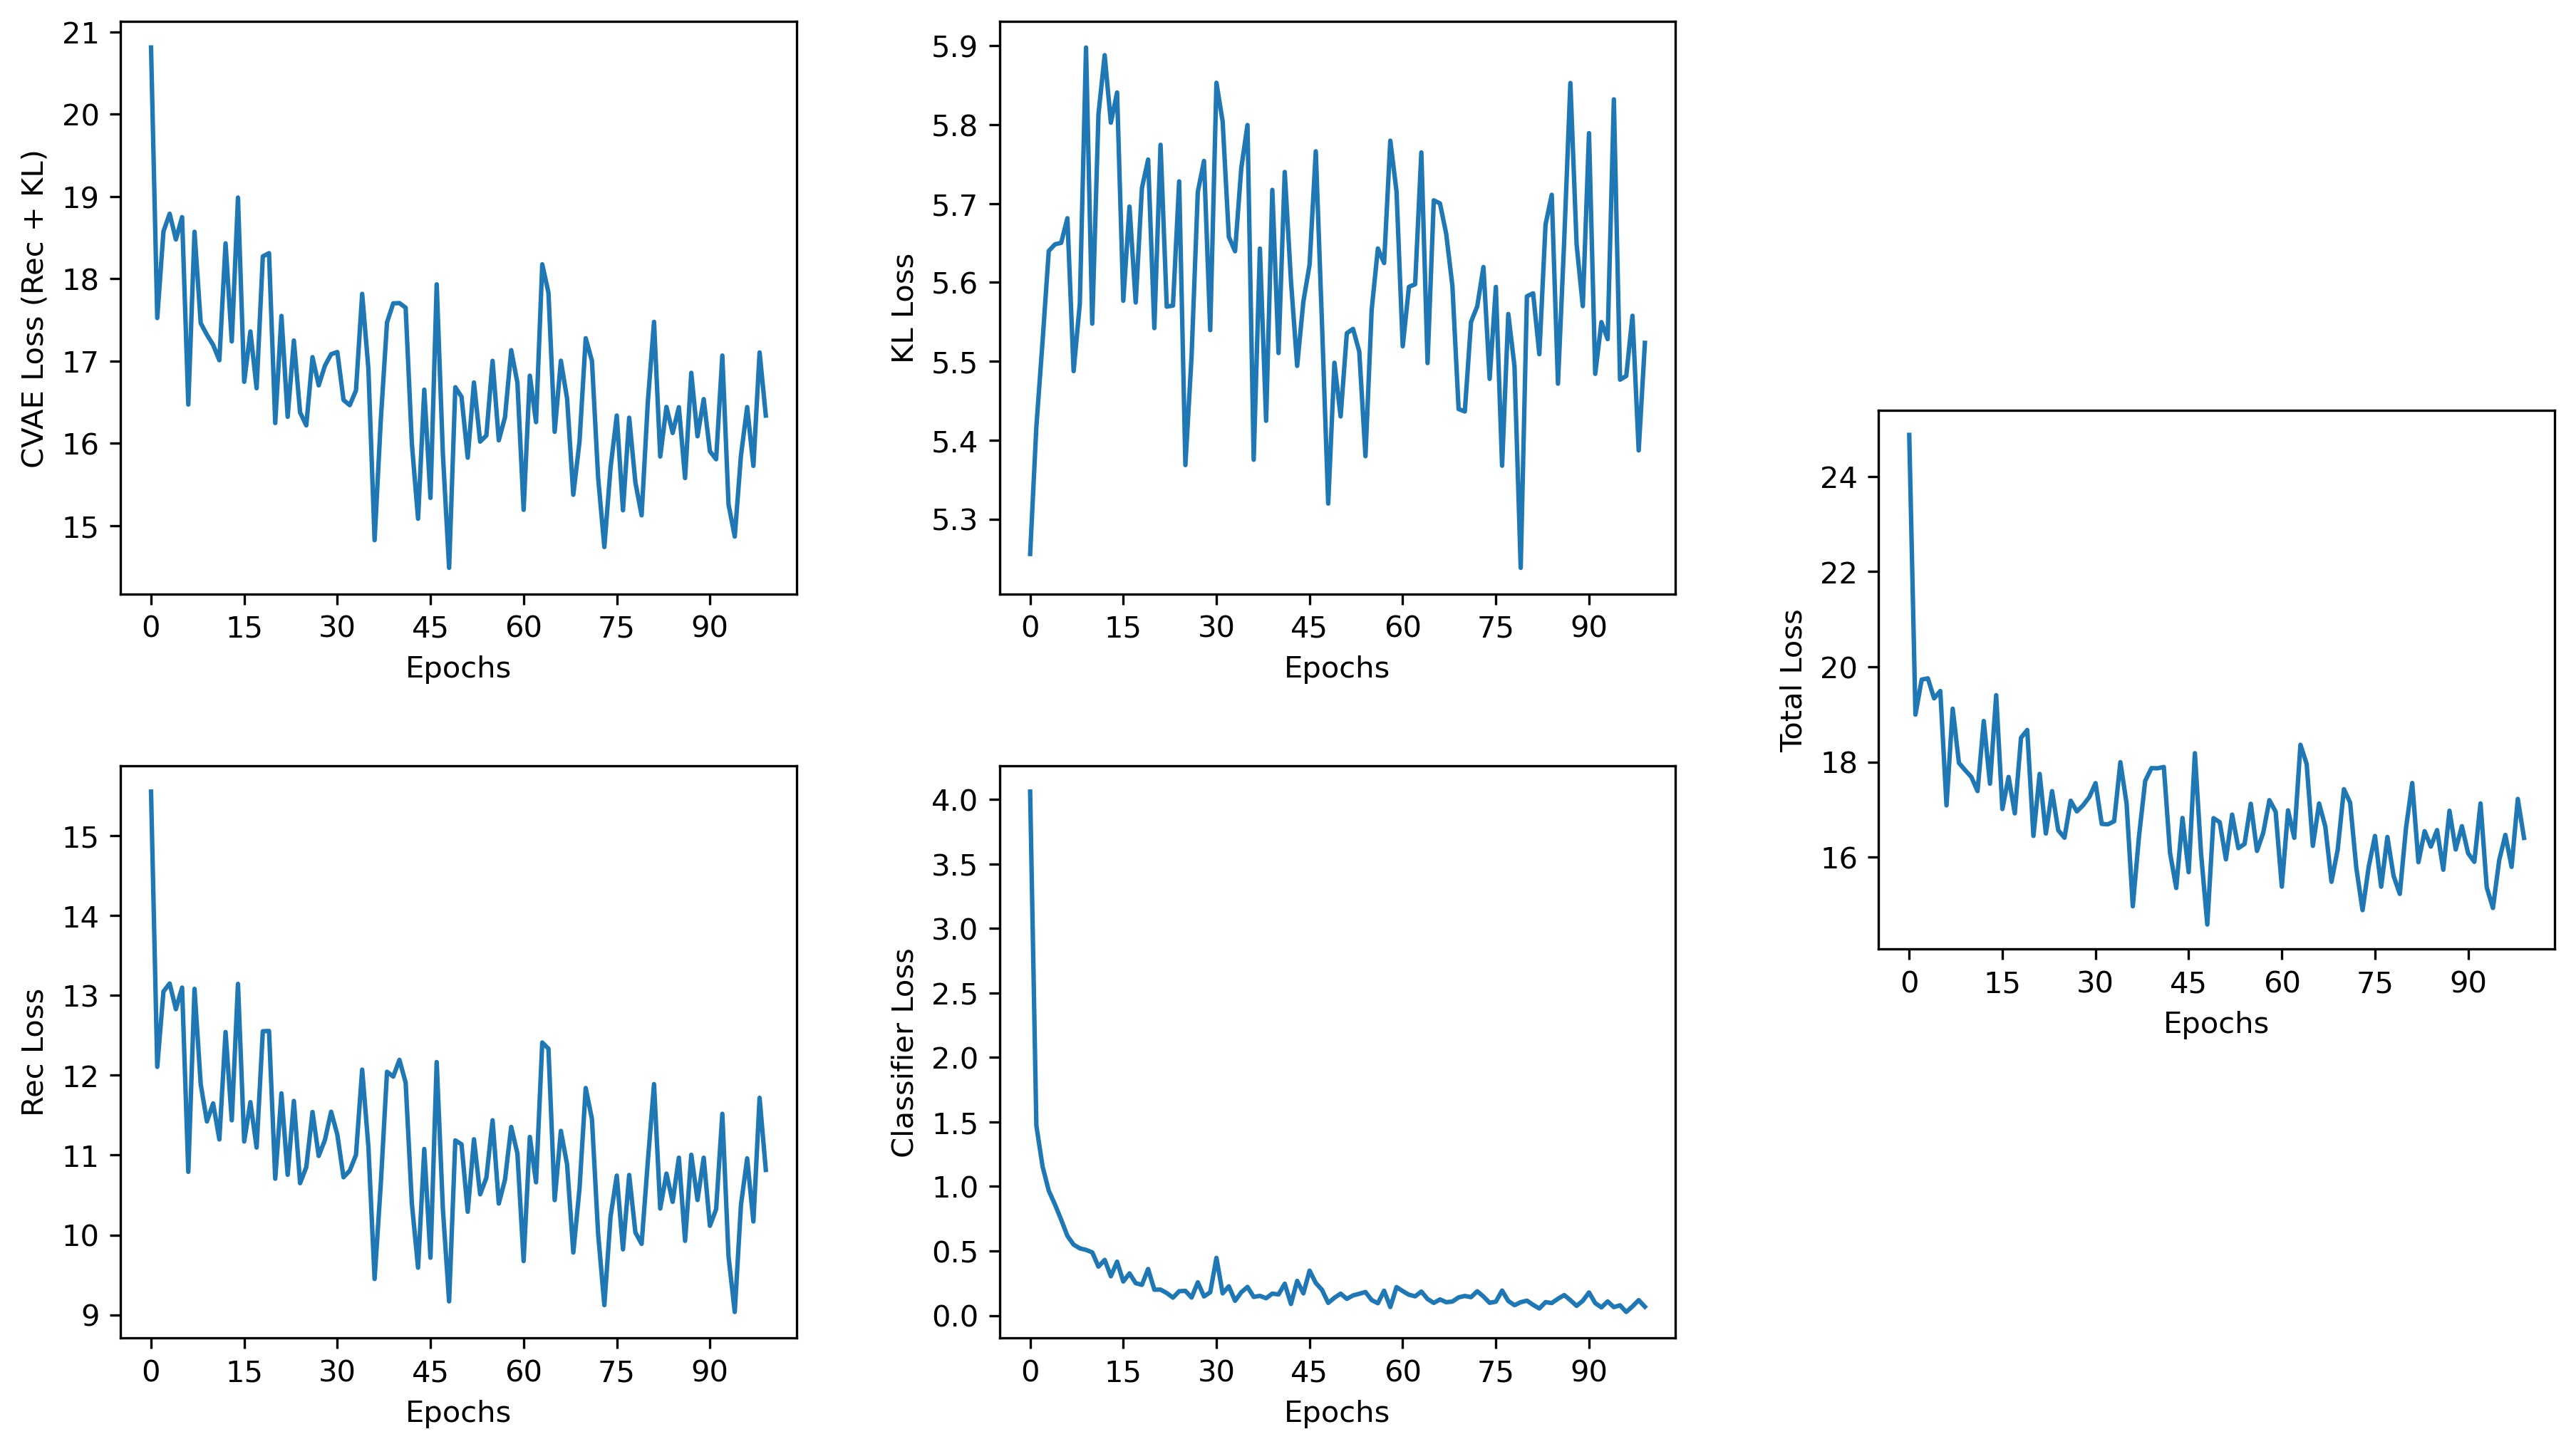 CVAE Loss (Rec + KL)
21
20
19
18
17
16
15
0 15 30 45 60 75 90
Epochs
KL Loss
5.9
5.8
5.7
5.6
5.5
5.4
5.3
0 15 30 45 60 75 90
Epochs
Rec Loss
15
14
13
12
11
10
9
0 15 30 45 60 75 90
Epochs
Classifier Loss
4.0
3.5
3.0
2.5
2.0
1.5
1.0
0.5
0.0
0 15 30 45 60 75 90
Epochs
Total Loss
24
22
20
18
16
0 15 30 45 60 75 90
Epochs